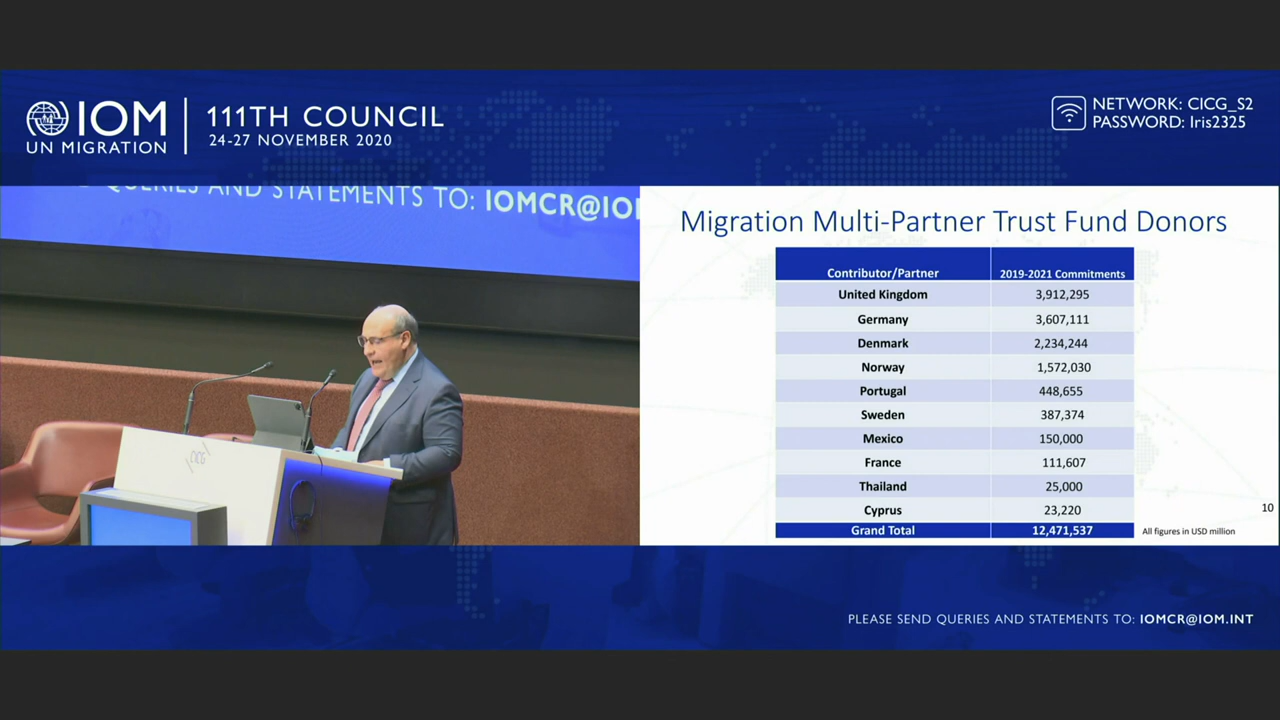 IOM
UN MIGRATION
111TH COUNCIL
24-27 NOVEMBER 2020
NETWORK: CICG_S2
PASSWORD: Iris2325
QUERIES AND STATEMENTS TO: IOMCR@IO
CICG
Migration Multi-Partner Trust Fund Donors
Contributor/Partner 2019-2021 Commitments
United Kingdom 3,912,295
Germany 3,607,111
Denmark 2,234,244
Norway 1,572,030
Portugal 448,655
Sweden 387,374
Mexico 150,000
France 111,607
Thailand 25,000
Cyprus 23,220
Grand Total 12,471,537
All figures in USD million
10
PLEASE SEND QUERIES AND STATEMENTS TO: IOMCR@IOM.INT